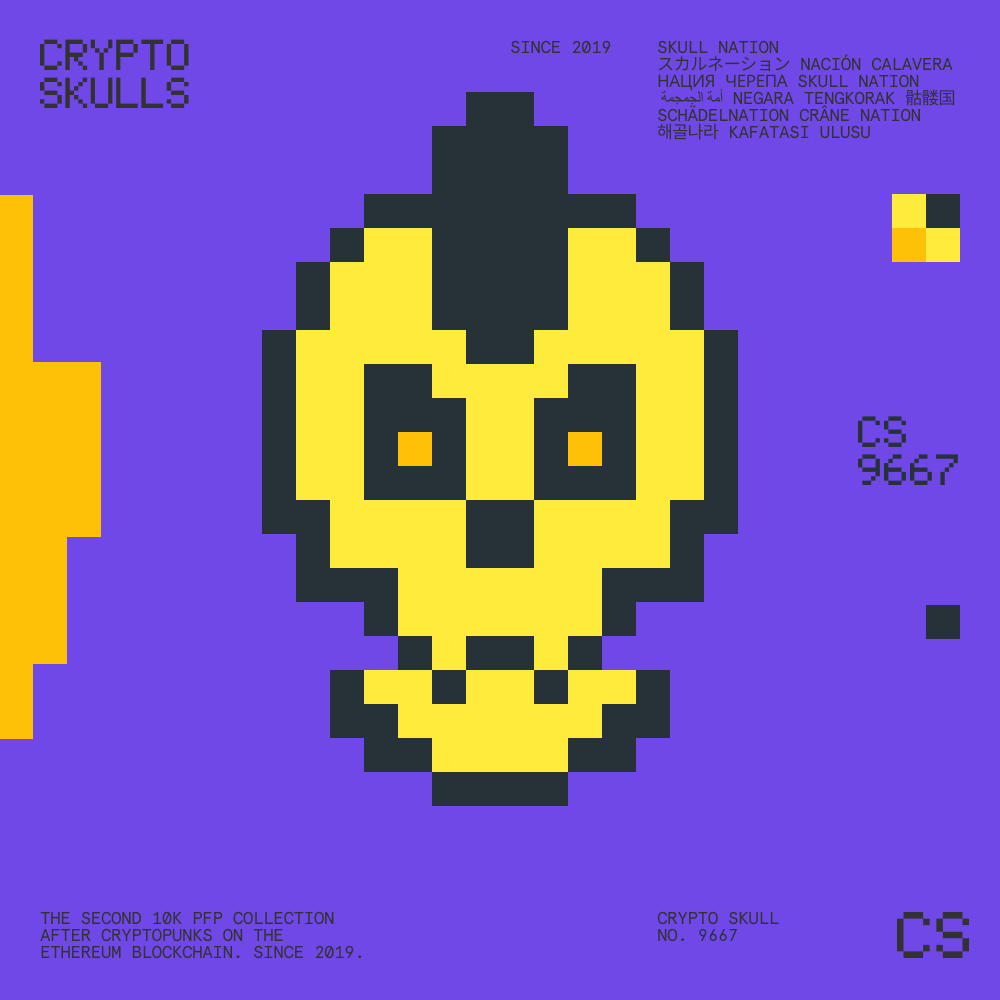 CRYPTO
SKULLS
SINCE 2019
SKULL NATION
スカルネーション NACIÓN CALAVERA
НАЦИЯ ЧЕРЕПА SKULL NATION
أمة الجمجمة NEGARA TENGKORAK 骷髅国
SCHÄDELNATION CRÂNE NATION
해골나라 KAFATASI ULUSU
CS
9667
THE SECOND 10K PFP COLLECTION
AFTER CRYPTOPUNKS ON THE
ETHEREUM BLOCKCHAIN. SINCE 2019.
CRYPTO SKULL
NO. 9667
CS